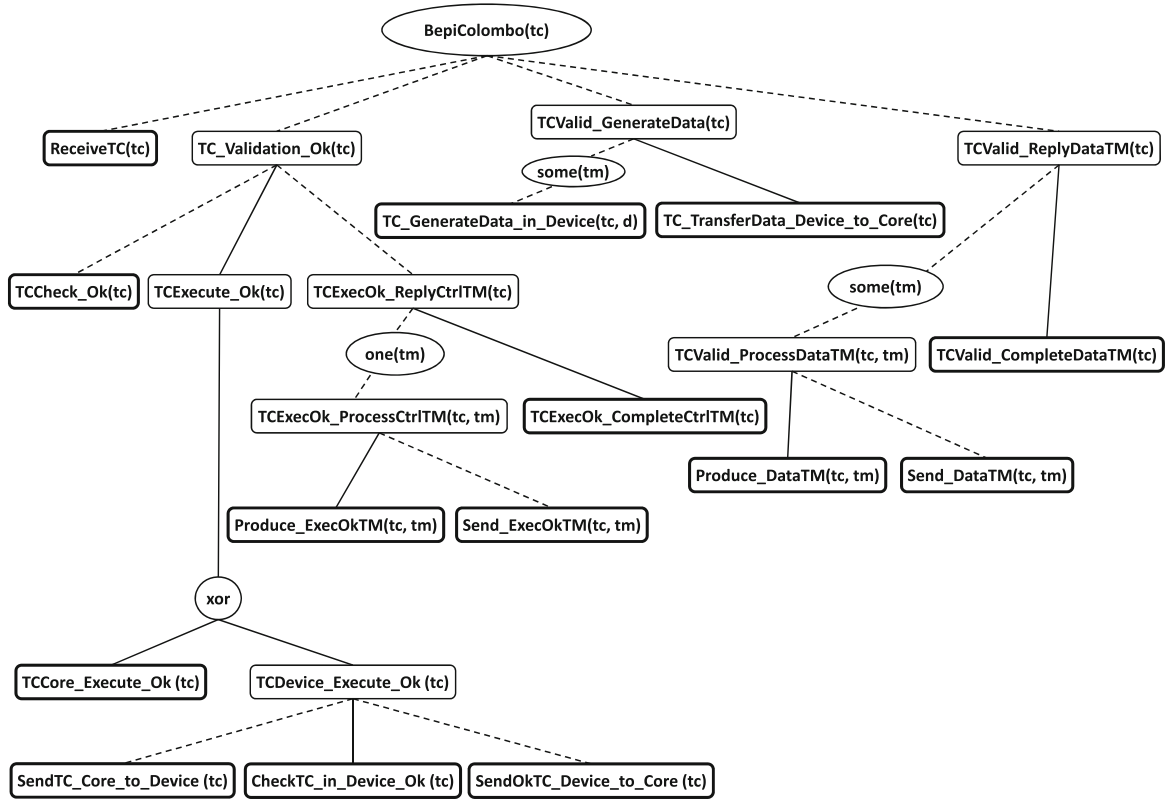 BepiColombo(tc)
ReceiveTC(tc)
TC_Validation_Ok(tc)
TCValid_GenerateData(tc)
TCValid_ReplyDataTM(tc)
some(tm)
TC_GenerateData_in_Device(tc, d)
TC_TransferData_Device_to_Core(tc)
TCCheck_Ok(tc)
TCExecute_Ok(tc)
TCExecOk_ReplyCtrlTM(tc)
some(tm)
one(tm)
TCValid_ProcessDataTM(tc, tm)
TCValid_CompleteDataTM(tc)
TCExecOk_ProcessCtrlTM(tc, tm)
TCExecOk_CompleteCtrlTM(tc)
Produce_DataTM(tc, tm)
Send_DataTM(tc, tm)
Produce_ExecOkTM(tc, tm)
Send_ExecOkTM(tc, tm)
xor
TCCore_Execute_Ok (tc)
TCDevice_Execute_Ok (tc)
SendTC_Core_to_Device (tc)
CheckTC_in_Device_Ok (tc)
SendOkTC_Device_to_Core (tc)